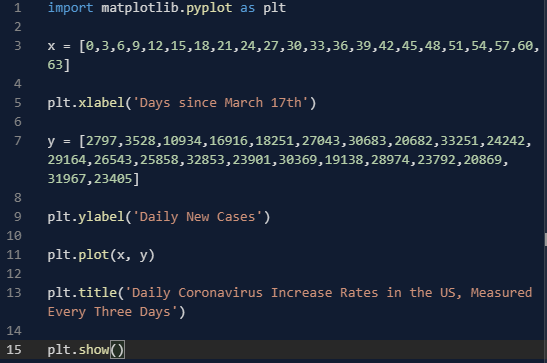 1 import matplotlib.pyplot as plt
2
3 x = [0,3,6,9,12,15,18,21,24,27,30,33,36,39,42,45,48,51,54,57,60,
63]
4
5 plt.xlabel('Days since March 17th')
6
7 y = [2797,3528,10934,16916,18251,27043,30683,20682,33251,24242,
29164,26543,25858,32853,23901,30369,19138,28974,23792,20869,
31967,23405]
8
9 plt.ylabel('Daily New Cases')
10
11 plt.plot(x, y)
12
13 plt.title('Daily Coronavirus Increase Rates in the US, Measured
Every Three Days')
14
15 plt.show()